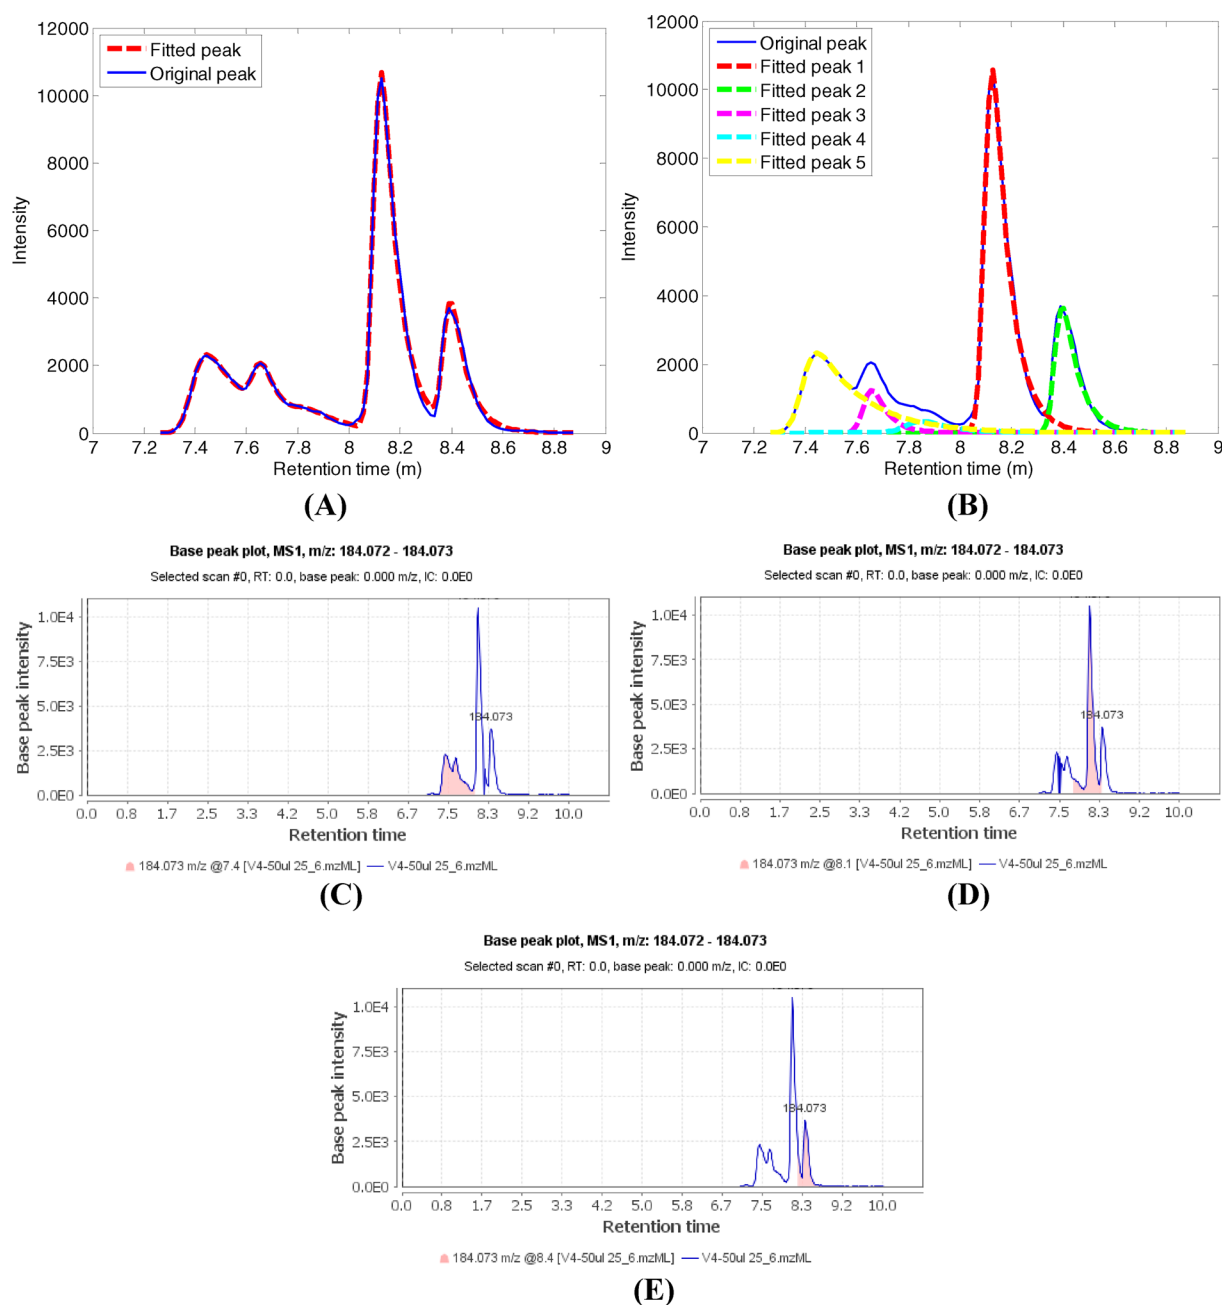 12000
10000
8000
6000
4000
2000
0
Intensity
Fitted peak
Original peak
7 7.2 7.4 7.6 7.8 8 8.2 8.4 8.6 8.8 9
Retention time (m)
(A)
12000
10000
8000
6000
4000
2000
0
Intensity
Original peak
Fitted peak 1
Fitted peak 2
Fitted peak 3
Fitted peak 4
Fitted peak 5
7 7.2 7.4 7.6 7.8 8 8.2 8.4 8.6 8.8 9
Retention time (m)
(B)
Base peak plot, MS1, m/z: 184.072 - 184.073
Selected scan #0, RT: 0.0, base peak: 0.000 m/z, IC: 0.0E0
1.0E4
7.5E3
5.0E3
2.5E3
0.0E0
Base peak intensity
184.073
0.0 0.8 1.7 2.5 3.3 4.2 5.0 5.8 6.7 7.5 8.3 9.2 10.0
Retention time
184.073 m/z @7.4 [V4-50ul 25_6.mzML] V4-50ul 25_6.mzML
(C)
Base peak plot, MS1, m/z: 184.072 - 184.073
Selected scan #0, RT: 0.0, base peak: 0.000 m/z, IC: 0.0E0
1.0E4
7.5E3
5.0E3
2.5E3
0.0E0
Base peak intensity
184.073
0.0 0.8 1.7 2.5 3.3 4.2 5.0 5.8 6.7 7.5 8.3 9.2 10.0
Retention time
184.073 m/z @8.1 [V4-50ul 25_6.mzML] V4-50ul 25_6.mzML
(D)
Base peak plot, MS1, m/z: 184.072 - 184.073
Selected scan #0, RT: 0.0, base peak: 0.000 m/z, IC: 0.0E0
1.0E4
7.5E3
5.0E3
2.5E3
0.0E0
Base peak intensity
184.073
0.0 0.8 1.7 2.5 3.3 4.2 5.0 5.8 6.7 7.5 8.3 9.2 10.0
Retention time
184.073 m/z @8.4 [V4-50ul 25_6.mzML] V4-50ul 25_6.mzML
(E)